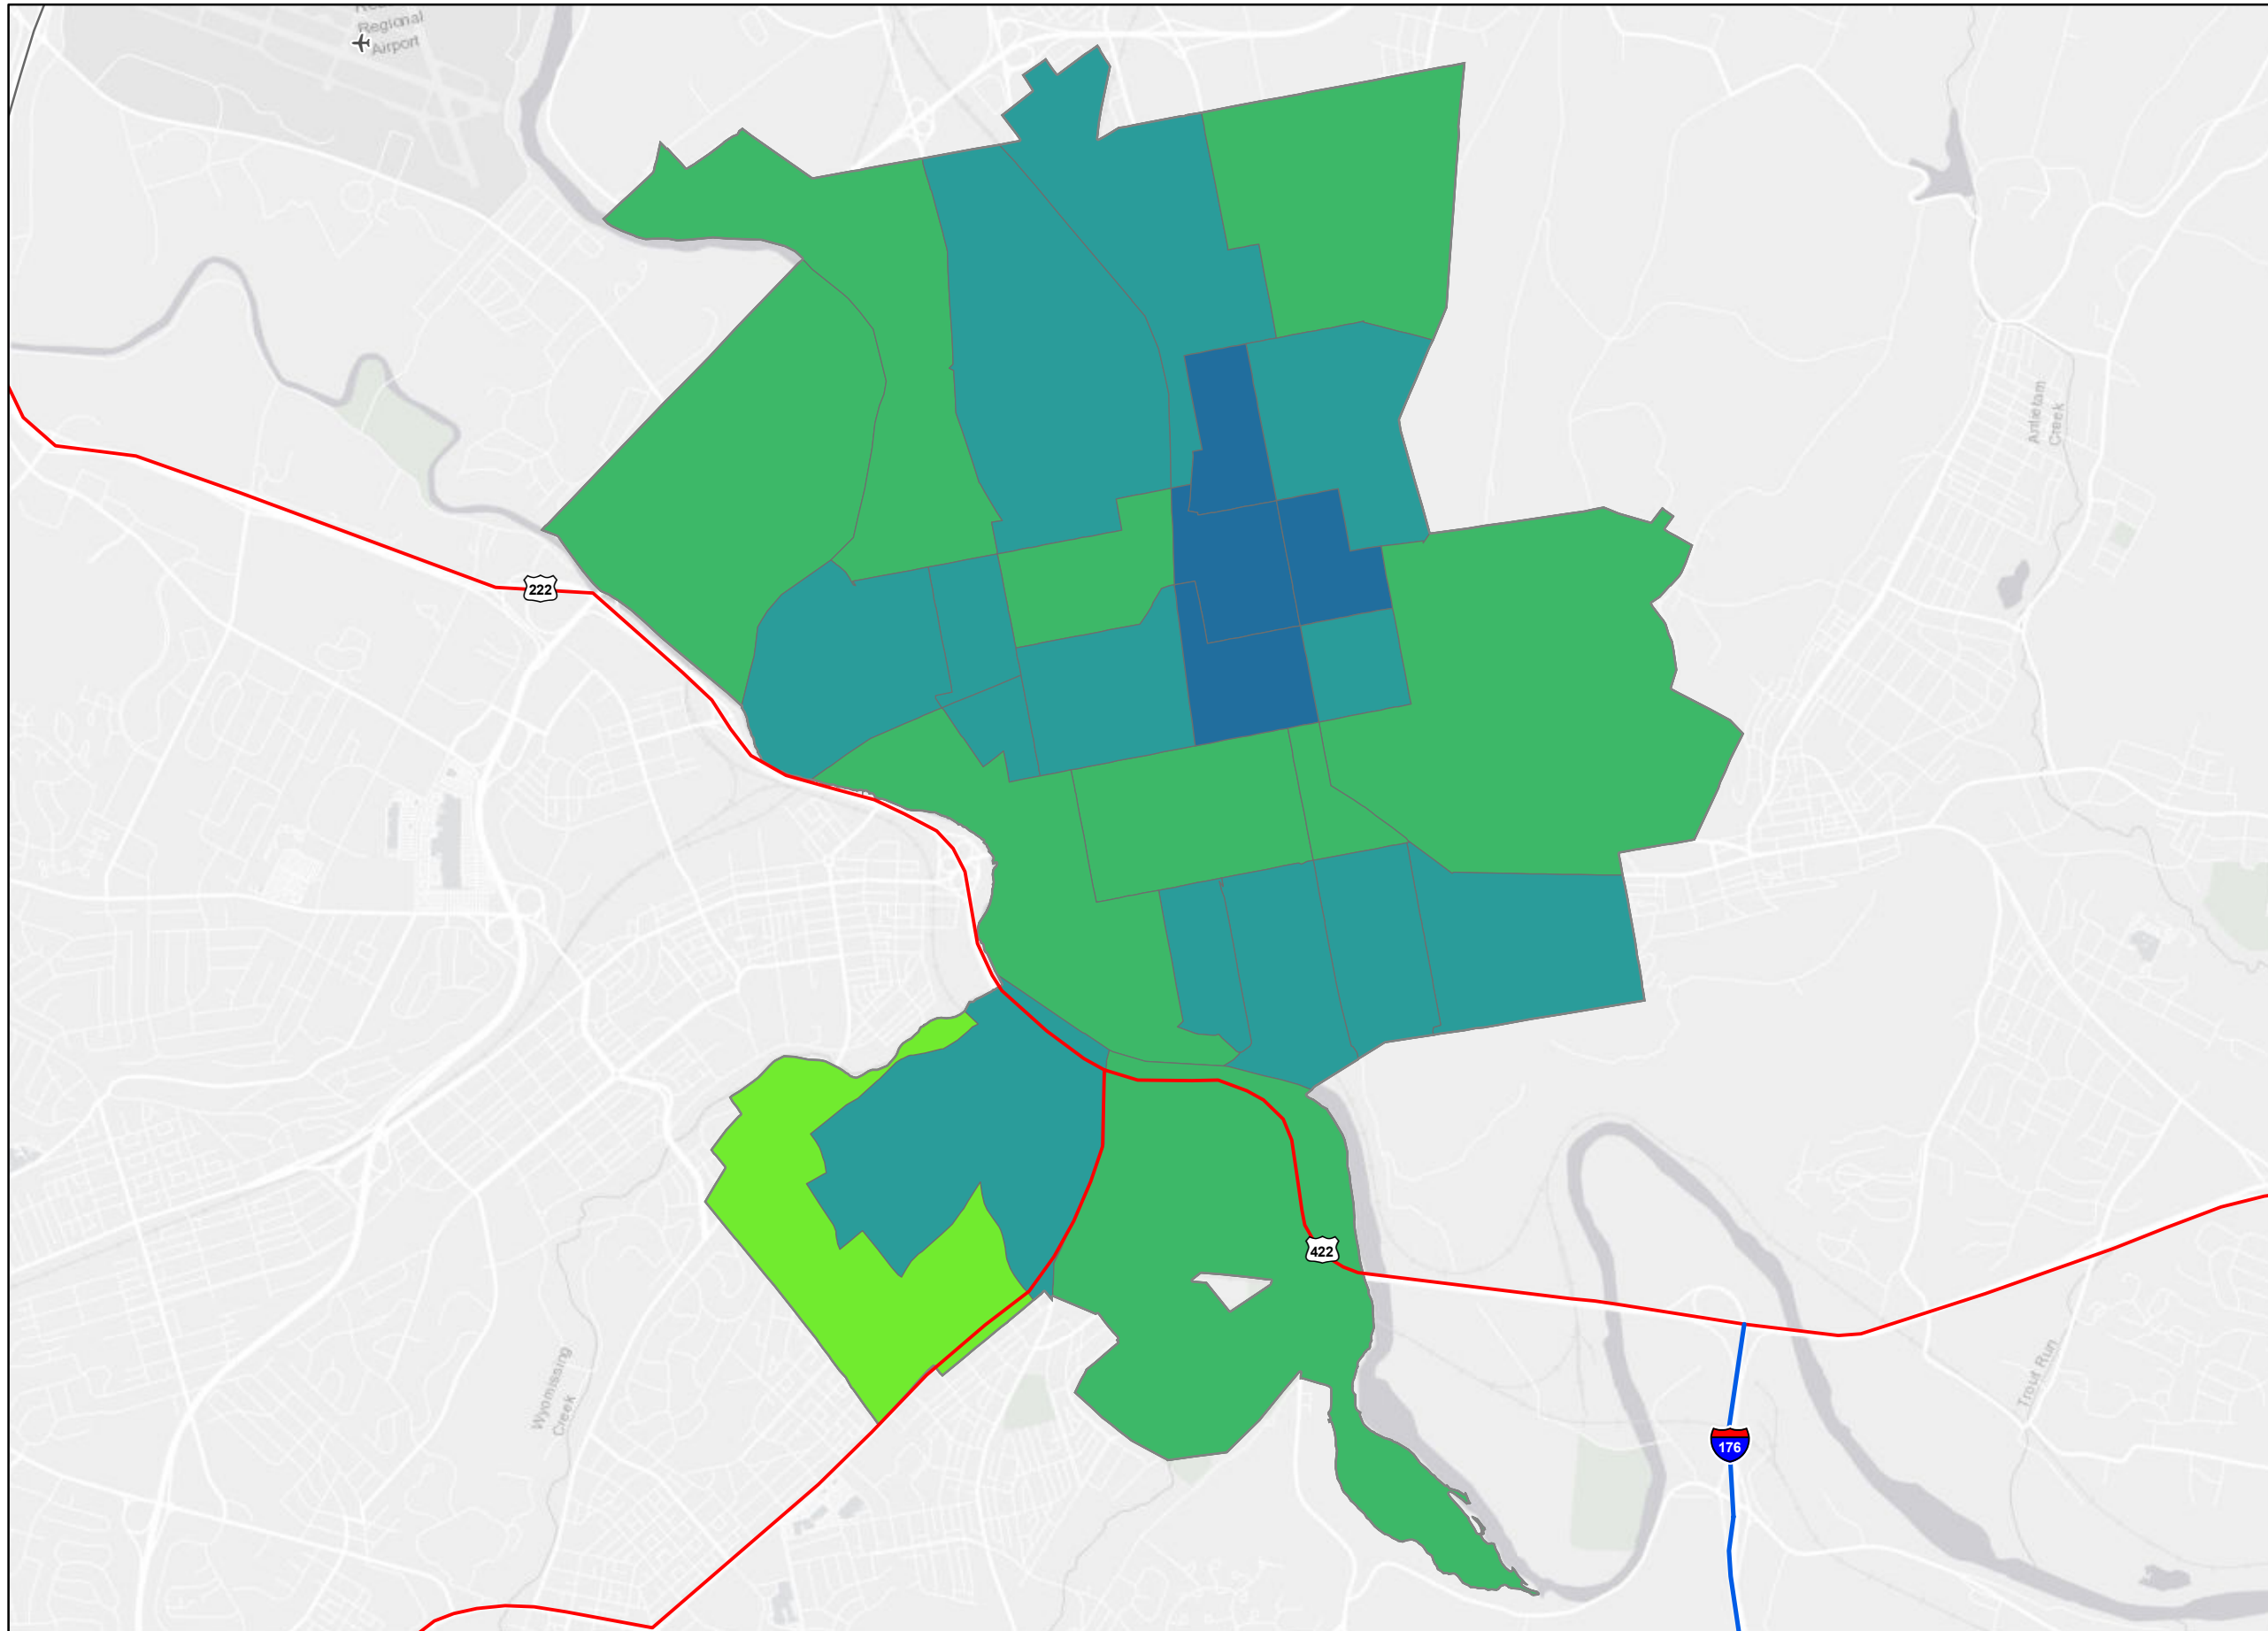 Regional
Airport
Antietam
Creek
222
422
Wyomissing
Creek
Trout Run
176